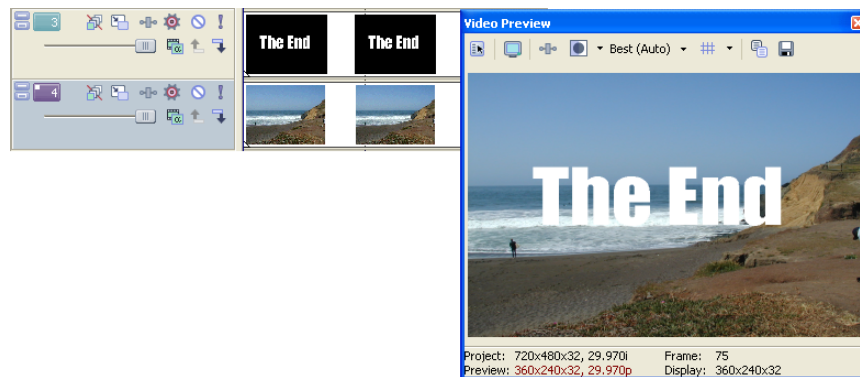 3
The End
The End
4
Video Preview
Best (Auto)
The End
Project: 720x480x32, 29.970i Frame: 75
Preview: 360x240x32, 29.970p Display: 360x240x32